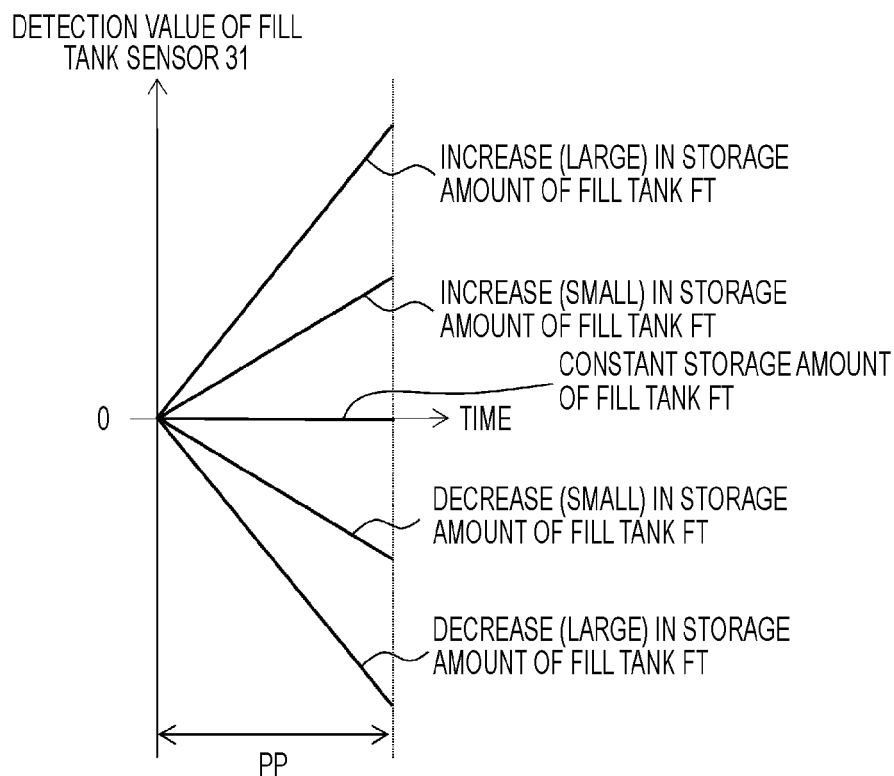 DETECTION VALUE OF FILL
TANK SENSOR 31
INCREASE (LARGE) IN STORAGE
AMOUNT OF FILL TANK FT
INCREASE (SMALL) IN STORAGE
AMOUNT OF FILL TANK FT
CONSTANT STORAGE AMOUNT
OF FILL TANK FT
0
TIME
DECREASE (SMALL) IN STORAGE
AMOUNT OF FILL TANK FT
DECREASE (LARGE) IN STORAGE
AMOUNT OF FILL TANK FT
PP